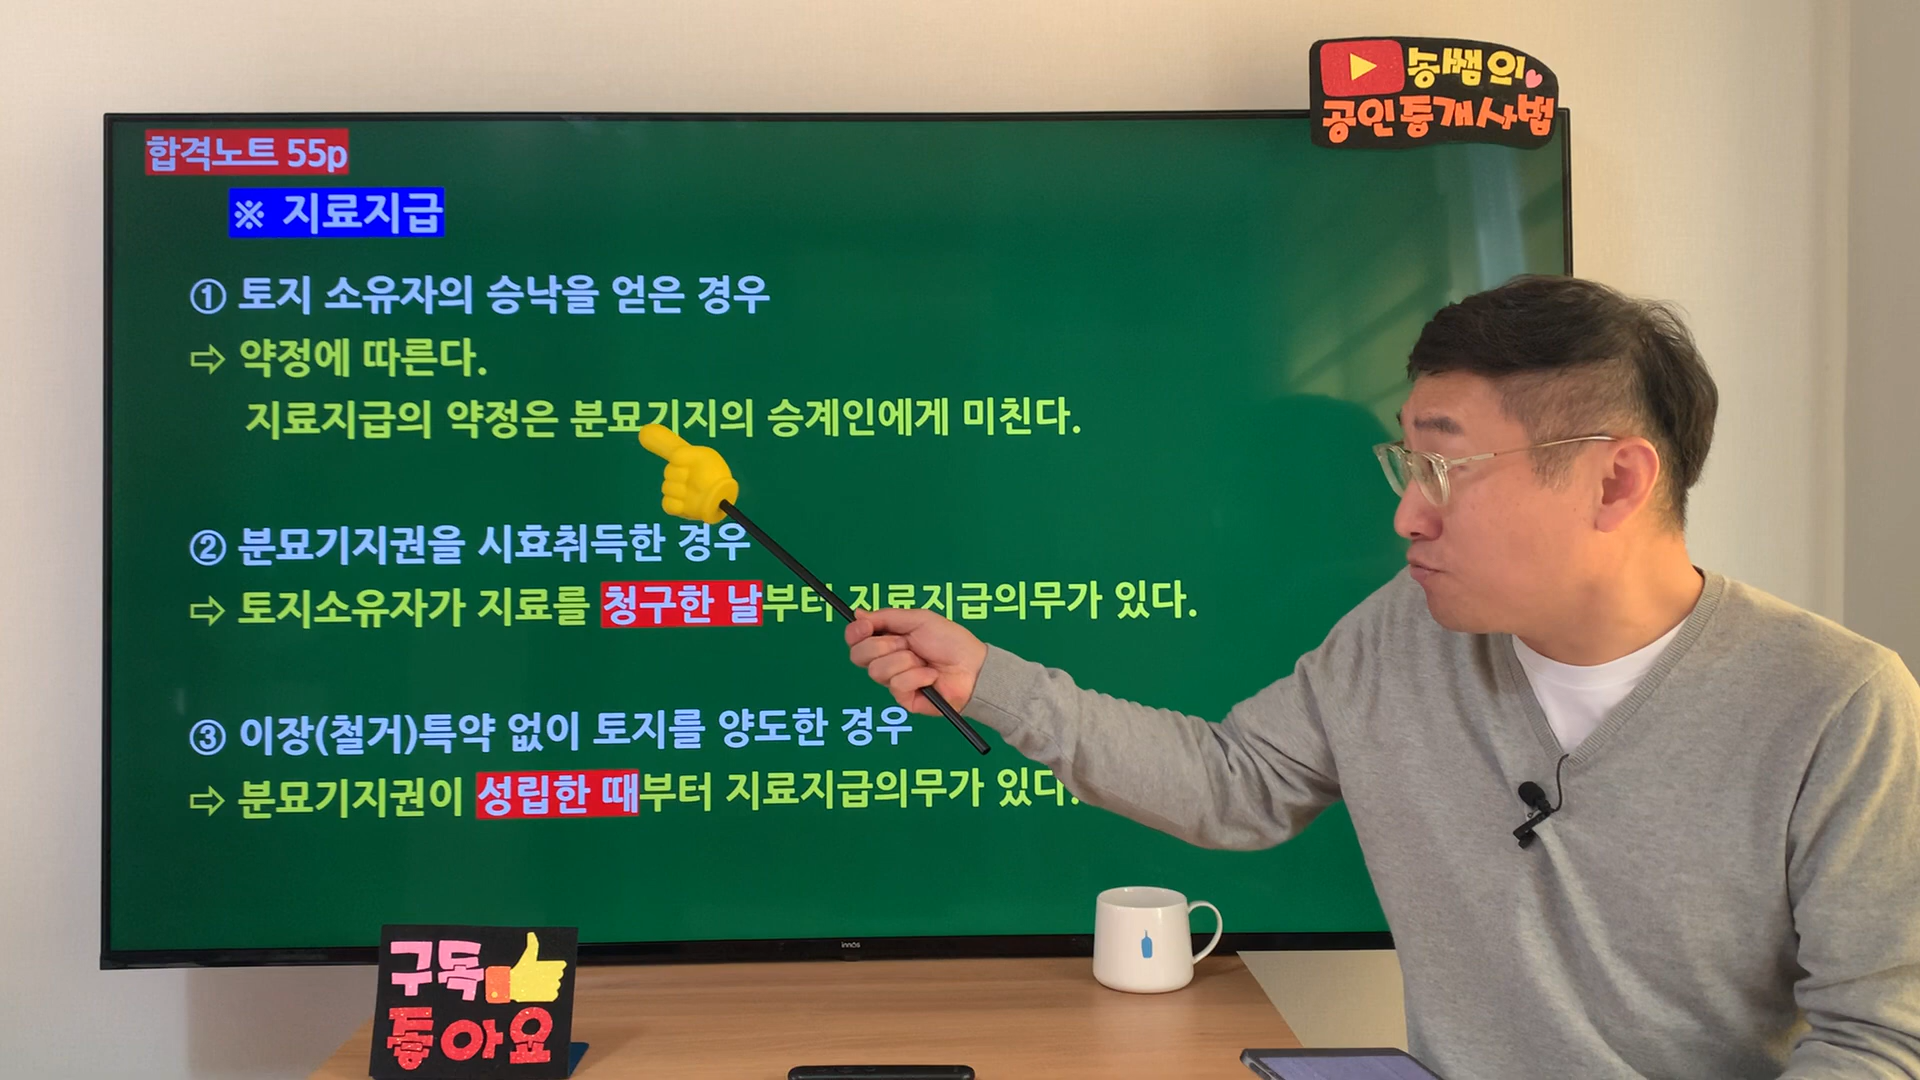 송쌤의
공인중개사법
합격노트 55p
※ 지료지급
① 토지 소유자의 승낙을 얻은 경우
⇨ 약정에 따른다.
지료지급의 약정은 분묘기지의 승계인에게 미친다.
② 분묘기지권을 시효취득한 경우
⇨ 토지소유자가 지료를 청구한 날부터 지료지급의무가 있다.
③ 이장(철거)특약 없이 토지를 양도한 경우
⇨ 분묘기지권이 성립한 때부터 지료지급의무가 있다.
innos
구독
좋아요